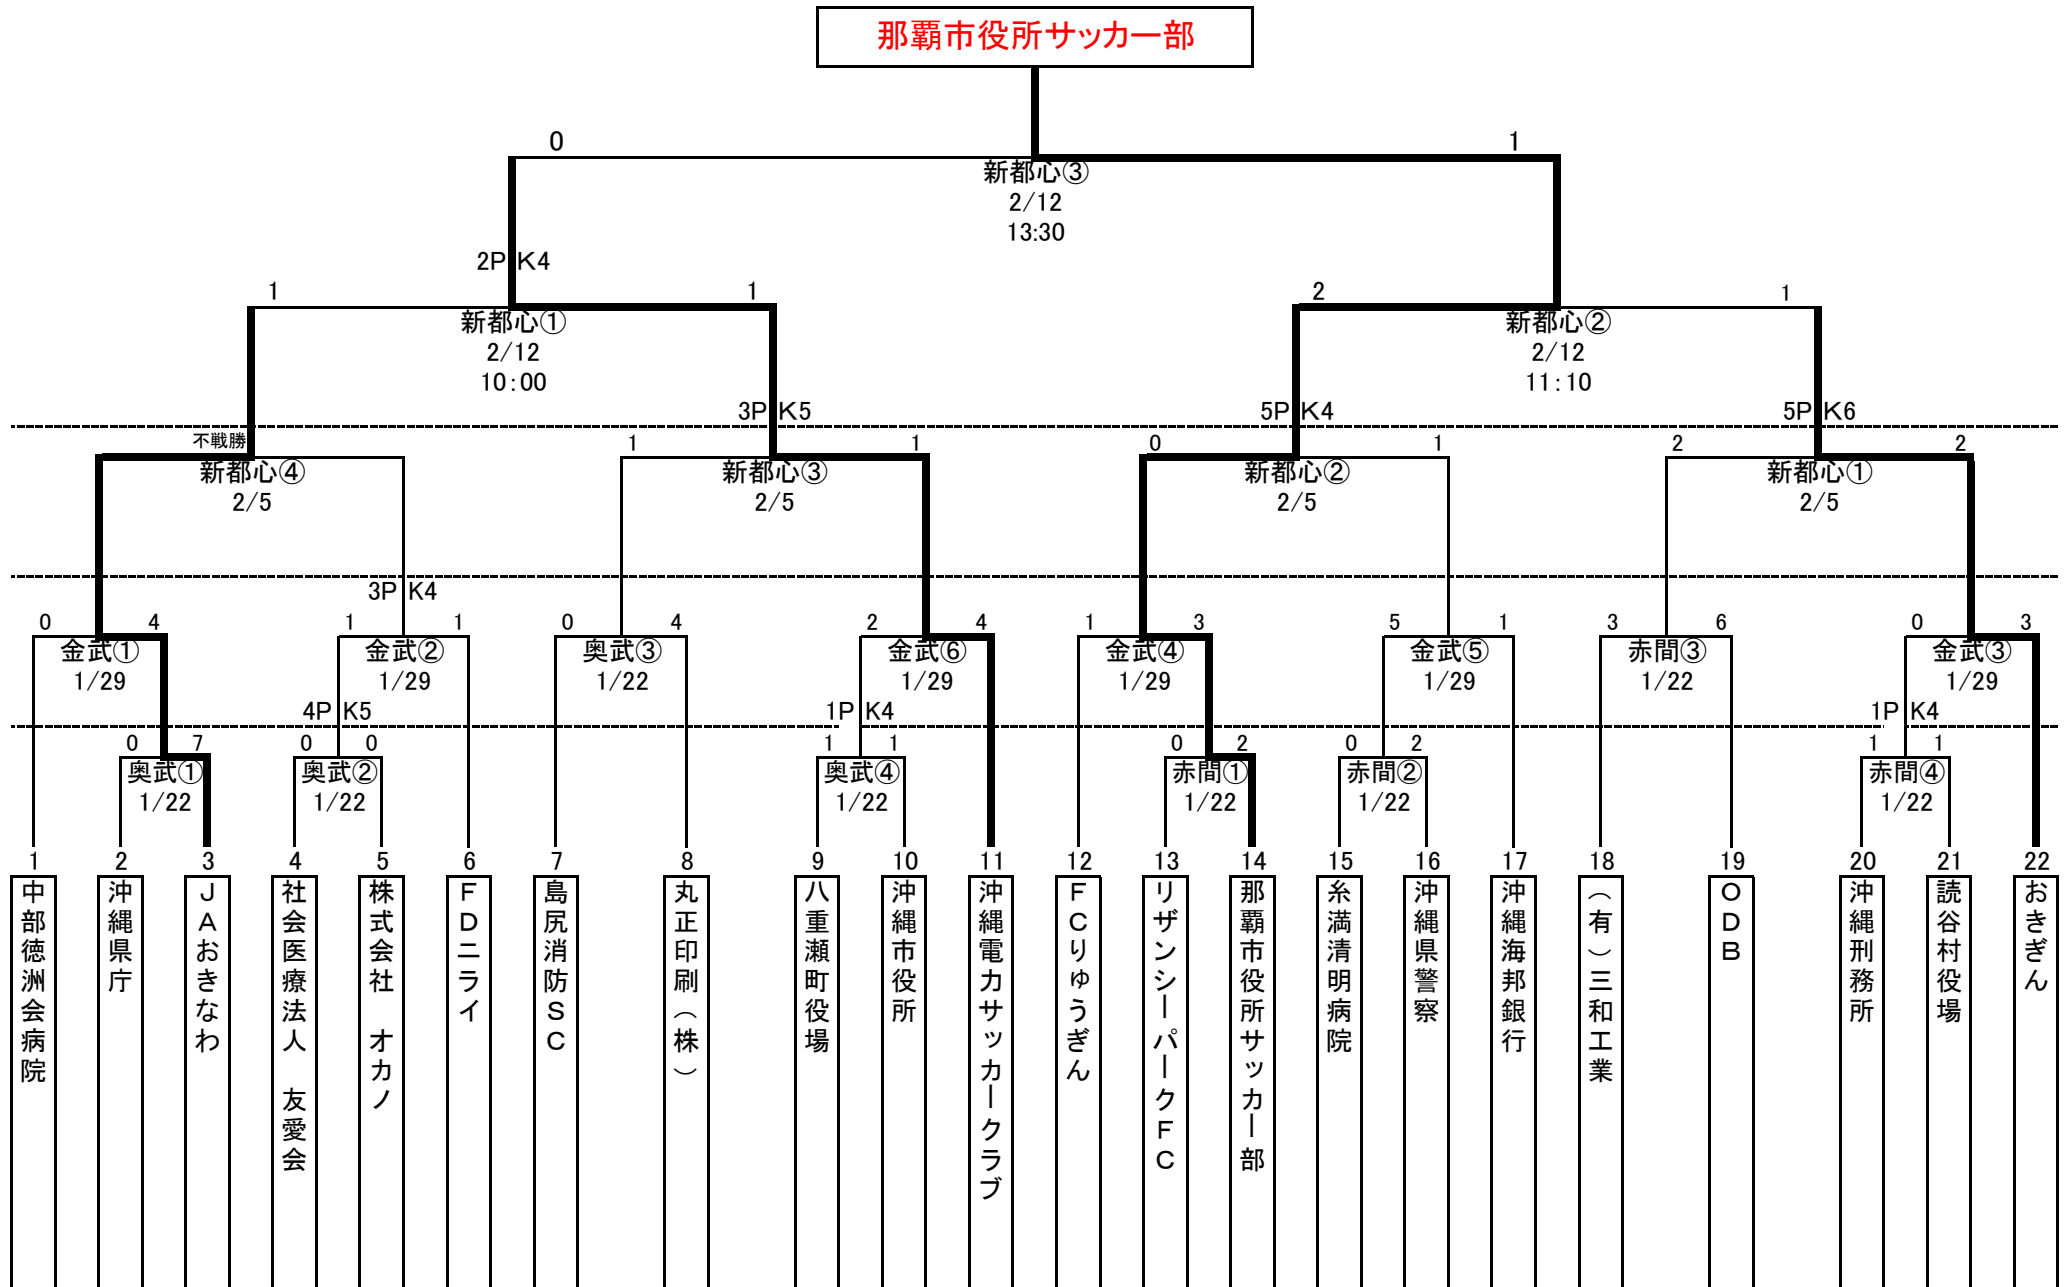 那覇市役所サッカー部
0 1
新都心③
2/12
13:30
2P K4
1 1 2 1
新都心① 新都心②
2/12 2/12
10:00 11:10
3P K5 5P K4 5P K6
不戦勝 1 1 0 1 2 2
新都心④ 新都心③ 新都心② 新都心①
2/5 2/5 2/5 2/5
3P K4
0 4 1 1 0 4 2 4 1 3 5 1 3 6 0 3
金武① 金武② 奥武③ 金武⑥ 金武④ 金武⑤ 赤間③ 金武③
1/29 1/29 1/22 1/29 1/29 1/29 1/22 1/29
4P K5 1P K4 1P K4
0 7 0 0 1 1 0 2 0 2 1 1
奥武① 奥武② 奥武④ 赤間① 赤間② 赤間④
1/22 1/22 1/22 1/22 1/22 1/22
1 2 3 4 5 6 7 8 9 10 11 12 13 14 15 16 17 18 19 20 21 22
中部徳洲会病院
沖縄県庁
JAおきなわ
社会医療法人 友愛会
株式会社 オカノ
FDニライ
島尻消防SC
丸正印刷(株)
八重瀬町役場
沖縄市役所
沖縄電力サッカークラブ
FCりゅうぎん
リザンシーパークFC
那覇市役所サッカー部
糸満清明病院
沖縄県警察
沖縄海邦銀行
(有)三和工業
ODB
沖縄刑務所
読谷村役場
おきぎん